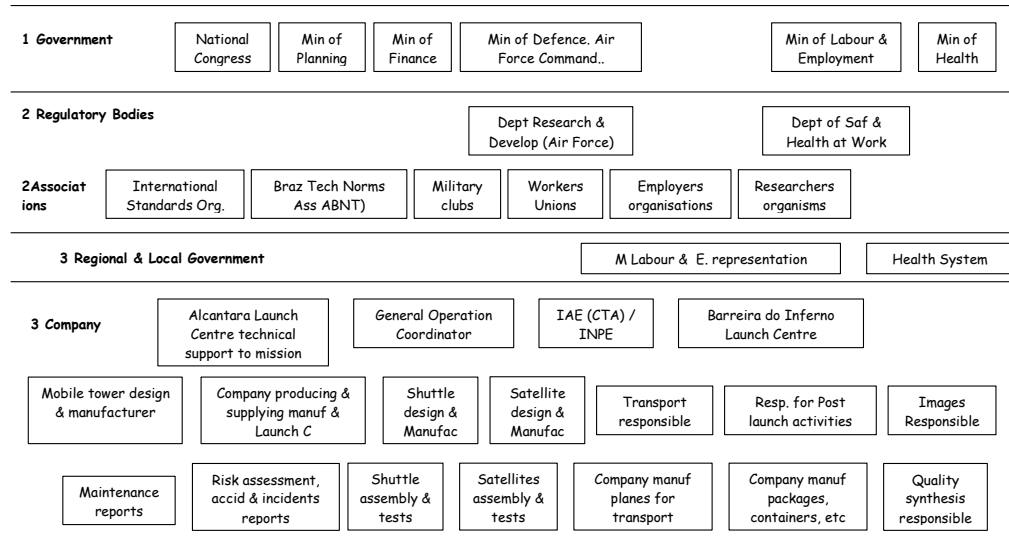 1 Government
National
Congress
Min of
Planning
Min of
Finance
Min of Defence. Air
Force Command..
Min of Labour &
Employment
Min of
Health
2 Regulatory Bodies
Dept Research &
Develop (Air Force)
Dept of Saf &
Health at Work
2Associat
ions
International
Standards Org.
Braz Tech Norms
Ass ABNT)
Military
clubs
Workers
Unions
Employers
organisations
Researchers
organisms
3 Regional & Local Government
M Labour & E. representation
Health System
3 Company
Alcantara Launch
Centre technical
support to mission
General Operation
Coordinator
IAE (CTA) /
INPE
Barreira do Inferno
Launch Centre
Mobile tower design
& manufacturer
Company producing &
supplying manuf &
Launch C
Shuttle
design &
Manufac
Satellite
design &
Manufac
Transport
responsible
Resp. for Post
launch activities
Images
Responsible
Maintenance
reports
Risk assessment,
accid & incidents
reports
Shuttle
assembly &
tests
Satellites
assembly &
tests
Company manuf
planes for
transport
Company manuf
packages,
containers, etc
Quality
synthesis
responsible